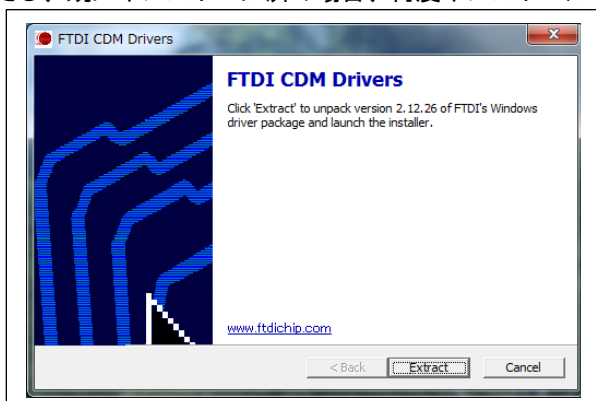 FTDI CDM Drivers
FTDI CDM Drivers
Click 'Extract' to unpack version 2.12.26 of FTDI's Windows
driver package and launch the installer.
www.ftdichip.com
< Back
Extract
Cancel